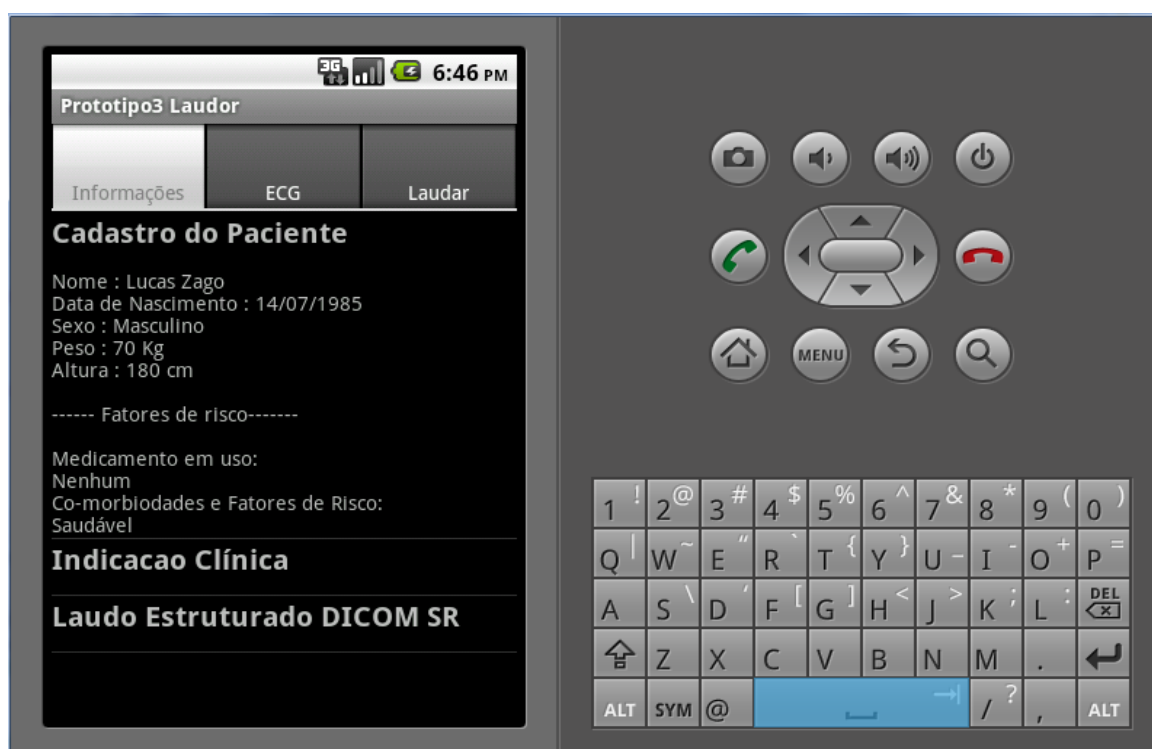 3G 6:46 PM
Prototipo3 Laudor
Informações ECG Laudar
Cadastro do Paciente
Nome : Lucas Zago
Data de Nascimento : 14/07/1985
Sexo : Masculino
Peso : 70 Kg
Altura : 180 cm
------ Fatores de risco-------
Medicamento em uso:
Nenhum
Co-morbiodades e Fatores de Risco:
Saudável
Indicacao Clínica
Laudo Estruturado DICOM SR
MENU
1 ! 2 @ 3 # 4 $ 5 % 6 ^ 7 & 8 * 9 ( 0 )
Q | W ~ E " R ` T { Y } U _ I - O + P =
A S \ D ' F [ G ] H < J > K ; L : DEL
Z X C V B N M .
ALT SYM @ / ? , ALT